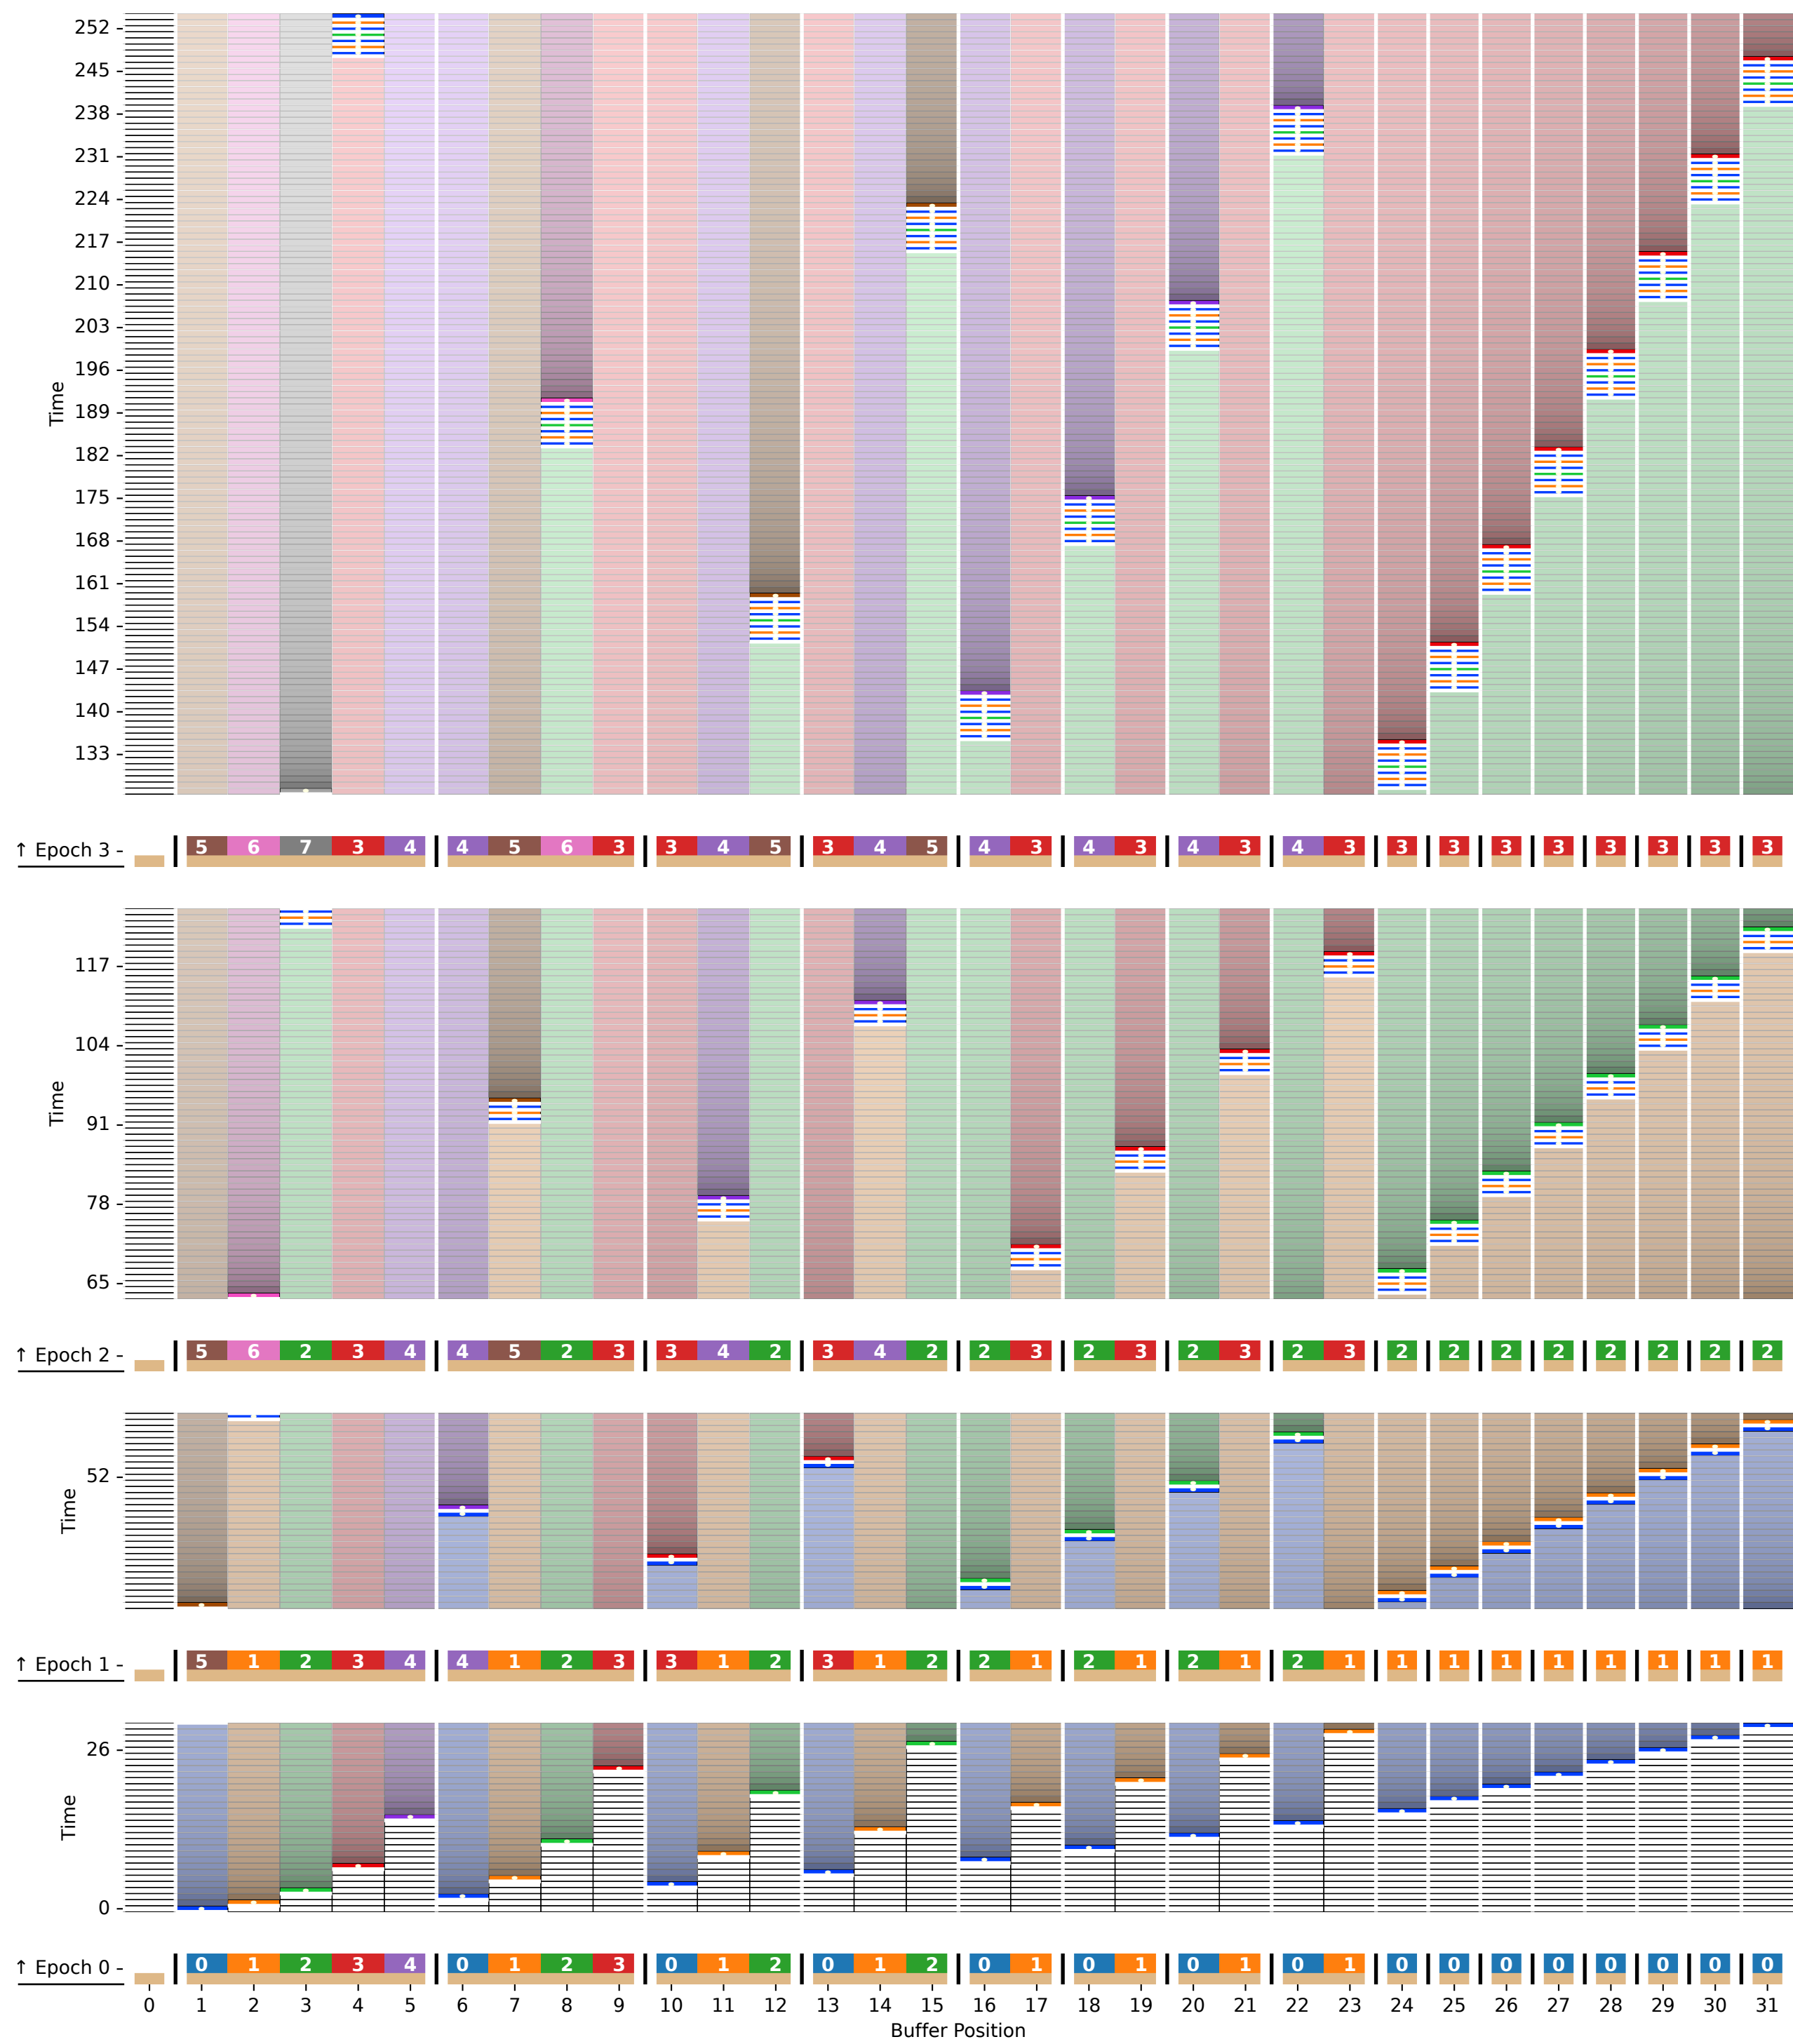 252
245
238
231
224
217
210
203
196
189
182
175
168
161
154
147
140
133
Time
↑ Epoch 3
5 6 7 3 4 4 5 6 3 3 4 5 3 4 5 4 3 4 3 4 3 4 3 3 3 3 3 3 3 3 3
117
104
91
78
65
Time
↑ Epoch 2
5 6 2 3 4 4 5 2 3 3 4 2 3 4 2 2 3 2 3 2 3 2 3 2 2 2 2 2 2 2 2
52
Time
↑ Epoch 1
5 1 2 3 4 4 1 2 3 3 1 2 3 1 2 2 1 2 1 2 1 2 1 1 1 1 1 1 1 1 1
26
0
Time
↑ Epoch 0
0 1 2 3 4 0 1 2 3 0 1 2 0 1 2 0 1 0 1 0 1 0 1 0 0 0 0 0 0 0 0
0 1 2 3 4 5 6 7 8 9 10 11 12 13 14 15 16 17 18 19 20 21 22 23 24 25 26 27 28 29 30 31
Buffer Position